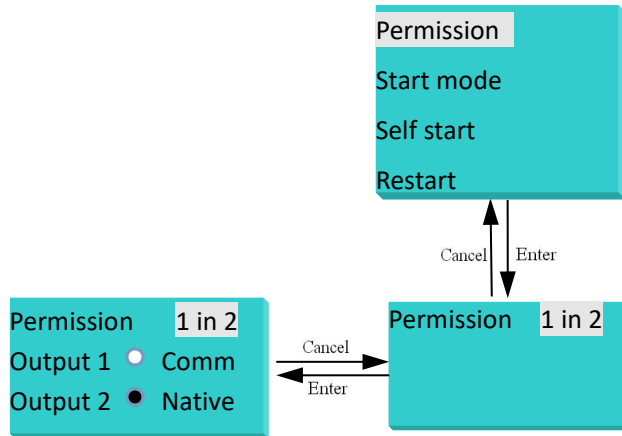 Permission
Start mode
Self start
Restart
Cancel Enter
Permission 1 in 2
Output 1 Comm
Output 2 Native
Cancel
Enter
Permission 1 in 2